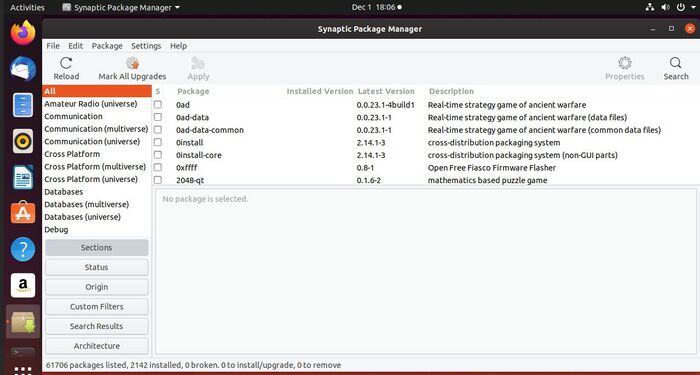 Activities Synaptic Package Manager Dec 1 18:06
Synaptic Package Manager
File Edit Package Settings Help
Reload Mark All Upgrades Apply Properties Search
S Package Installed Version Latest Version Description
All
Amateur Radio (universe)
Communication
Communication (multiverse)
Communication (universe)
Cross Platform
Cross Platform (multiverse)
Cross Platform (universe)
Databases
Databases (multiverse)
Databases (universe)
Debug
0ad 0.0.23.1-4build1 Real-time strategy game of ancient warfare
0ad-data 0.0.23.1-1 Real-time strategy game of ancient warfare (data files)
0ad-data-common 0.0.23.1-1 Real-time strategy game of ancient warfare (common data files)
0install 2.14.1-3 cross-distribution packaging system
0install-core 2.14.1-3 cross-distribution packaging system (non-GUI parts)
0xffff 0.8-1 Open Free Fiasco Firmware Flasher
2048-qt 0.1.6-2 mathematics based puzzle game
No package is selected.
Sections
Status
Origin
Custom Filters
Search Results
Architecture
61706 packages listed, 2142 installed, 0 broken. 0 to install/upgrade, 0 to remove